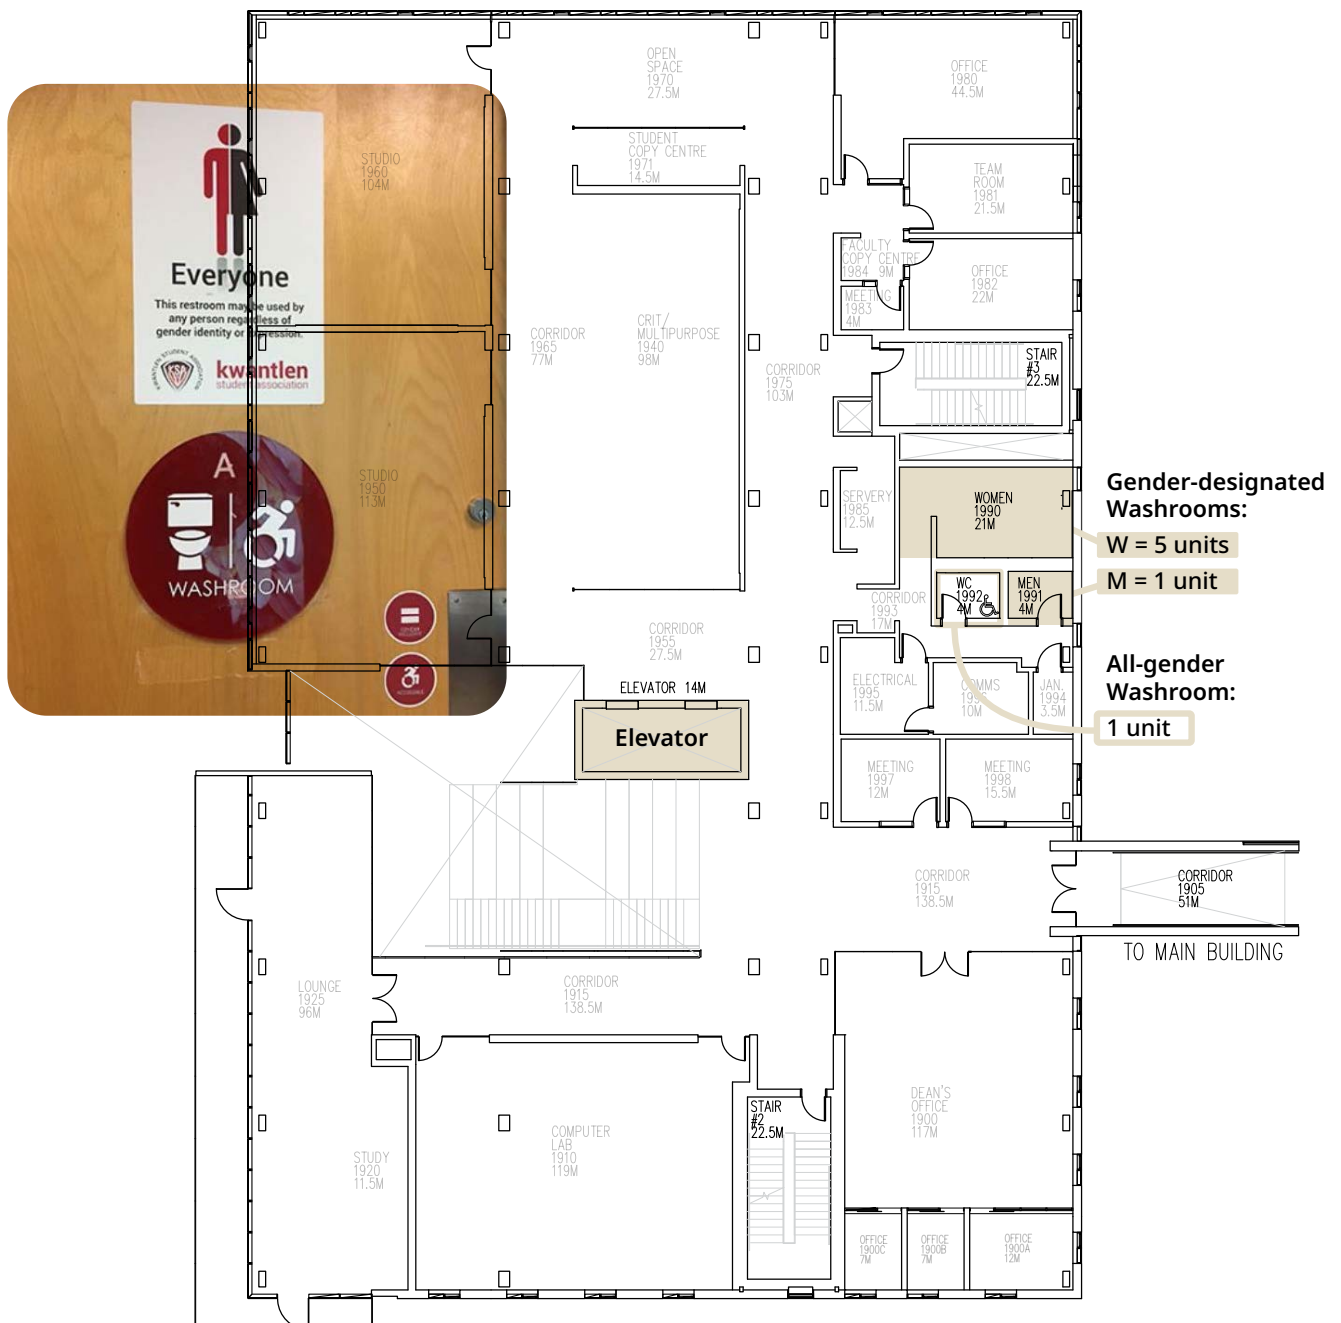 OPEN
SPACE
1970
27.5M
OFFICE
1980
44.5M
STUDENT
COPY CENTRE
1971
14.5M
STUDIO
1960
104M
TEAM
ROOM
1981
21.5M
FACULTY
COPY CENTRE
1984 9M
OFFICE
1982
22M
MEETING
1983
4M
Everyone
This restroom may be used by
any person regardless of
gender identity or expression.
KWANTLEN STUDENT ASSOCIATION
KSA
kwantlen
student association
CORRIDOR
1965
77M
CRIT/
MULTIPURPOSE
1940
98M
CORRIDOR
1975
103M
STAIR
#3
22.5M
A
WASHROOM
STUDIO
1950
113M
SERVERY
1985
12.5M
WOMEN
1990
21M
Gender-designated
Washrooms:
W = 5 units
M = 1 unit
WC
1992
4M
MEN
1991
4M
CORRIDOR
1993
17M
CORRIDOR
1955
27.5M
ACCESSIBLE
ELECTRICAL
1995
11.5M
COMMS
10M
JAN.
1994
3.5M
All-gender
Washroom:
1 unit
ELEVATOR 14M
Elevator
MEETING
1997
12M
MEETING
1998
15.5M
CORRIDOR
1915
138.5M
CORRIDOR
1905
51M
TO MAIN BUILDING
LOUNGE
1925
96M
CORRIDOR
1915
138.5M
DEAN'S
OFFICE
1900
117M
STAIR
#2
22.5M
COMPUTER
LAB
1910
119M
STUDY
1920
11.5M
OFFICE
1900C
7M
OFFICE
1900B
7M
OFFICE
1900A
12M